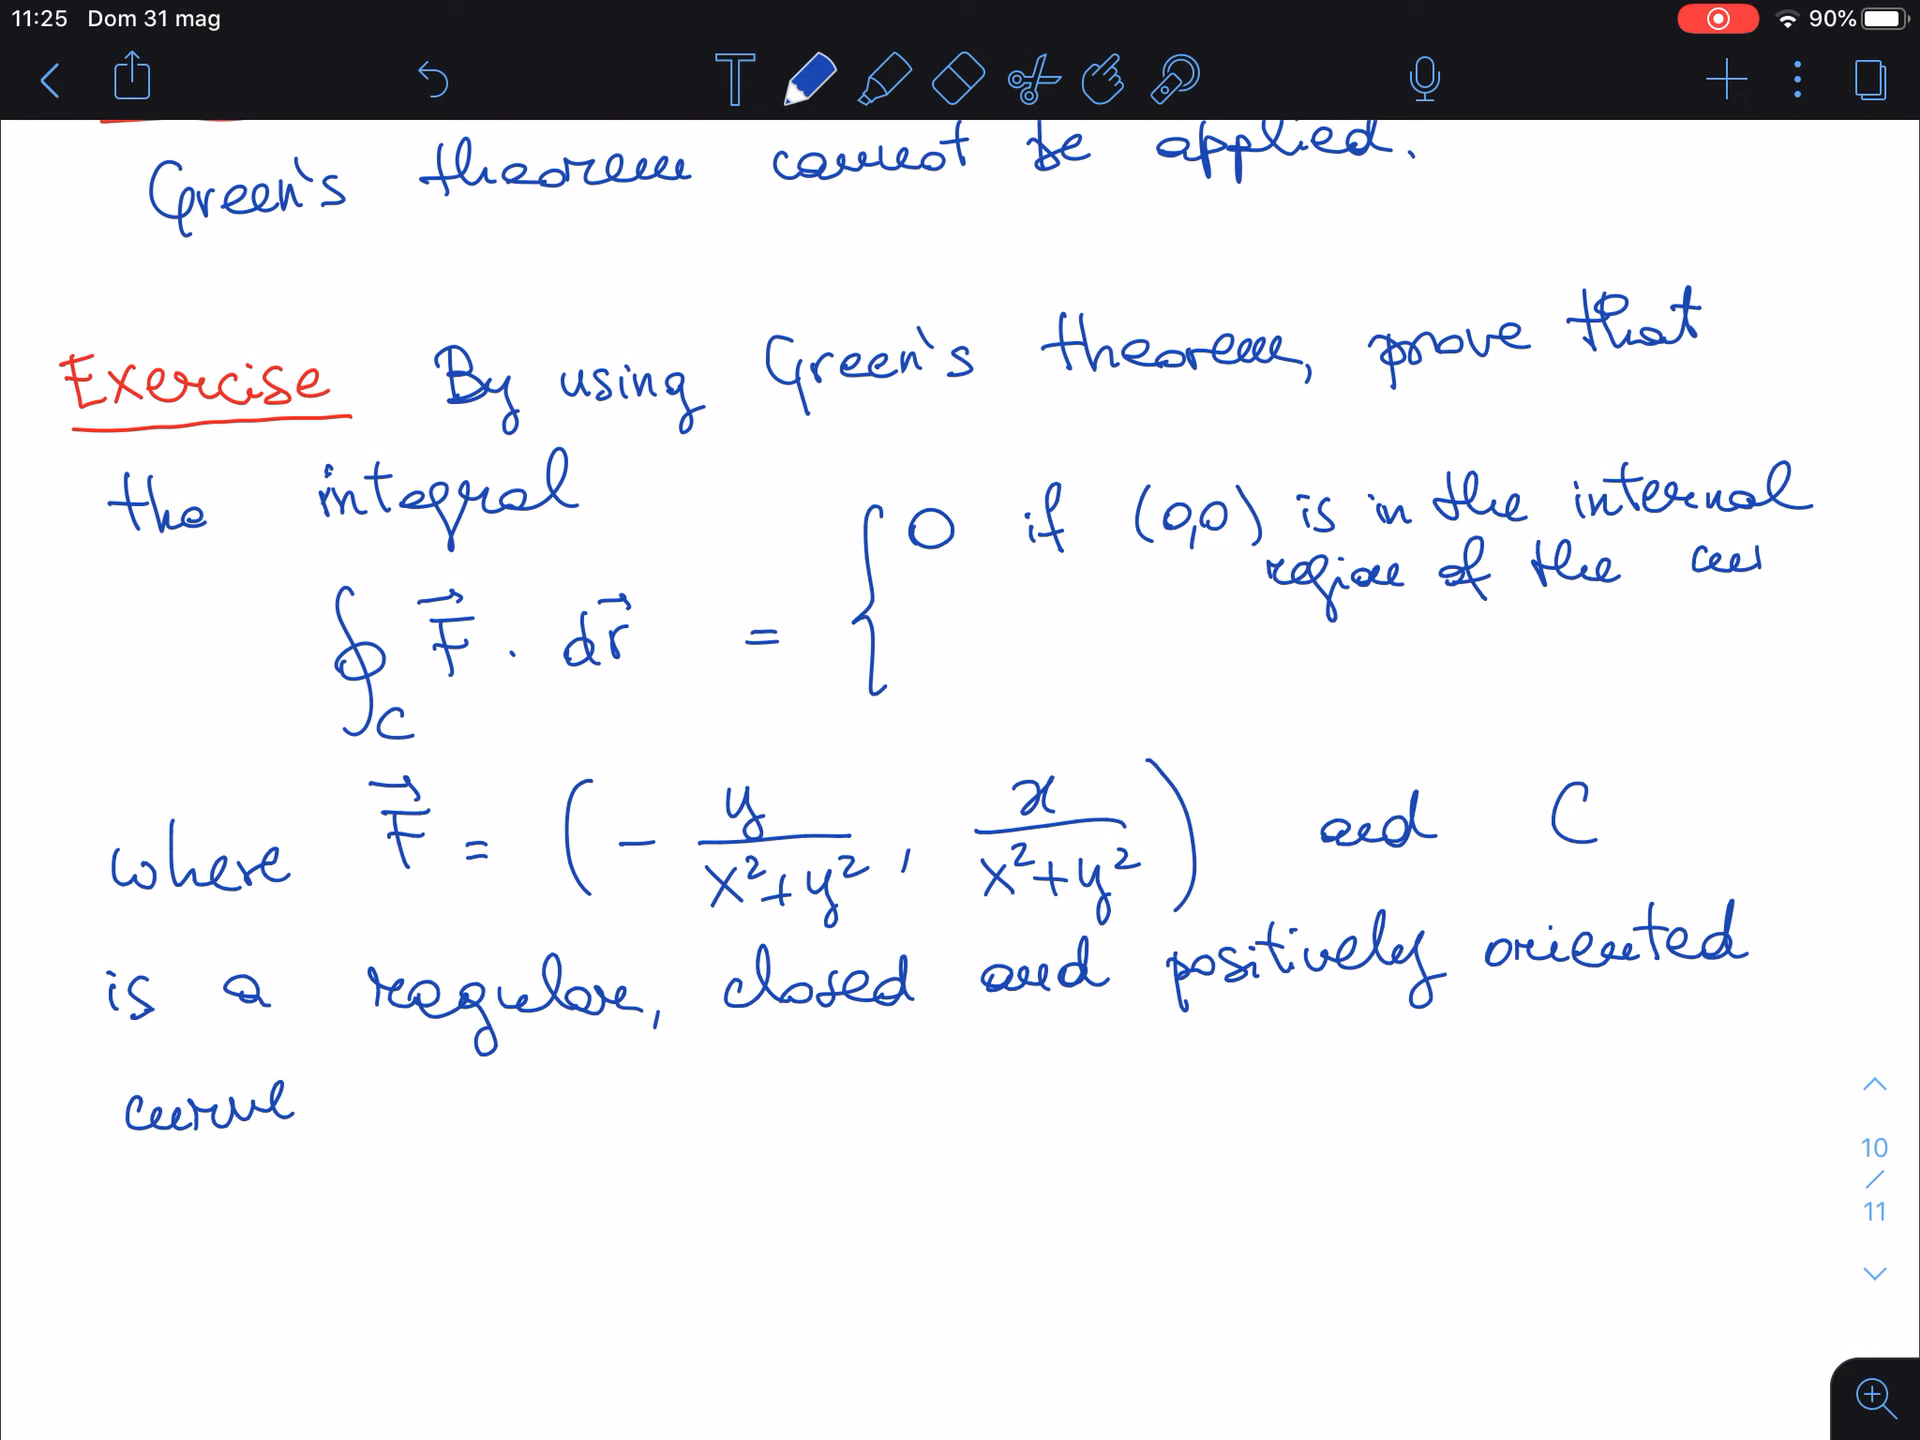 11:25 Dom 31 mag 90%
T
Green's theorem cannot be applied.
Exercise By using Green's theorem, prove that
the integral
∮_C F⃗ · dr⃗ = { 0 if (0,0) is in the internal
region of the cur
where F⃗ = ( - y/(x²+y²), x/(x²+y²) ) and C
is a regular, closed and positively oriented
curve
10
/
11